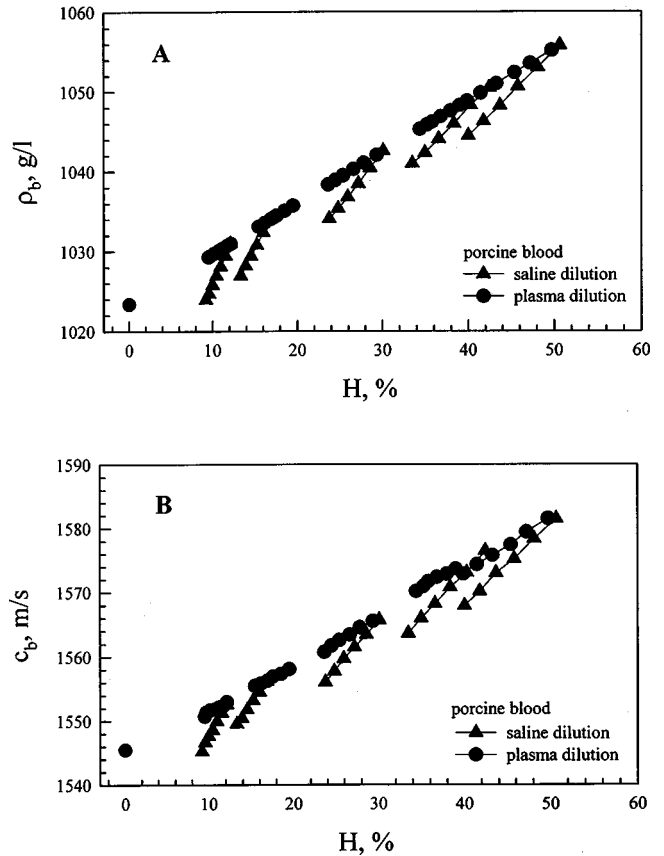 1060
A
1050
ρb, g/l
1040
1030
porcine blood
saline dilution
plasma dilution
1020
0 10 20 30 40 50 60
H, %
1590
B
1580
cb, m/s
1570
1560
1550
porcine blood
saline dilution
plasma dilution
1540
0 10 20 30 40 50 60
H, %